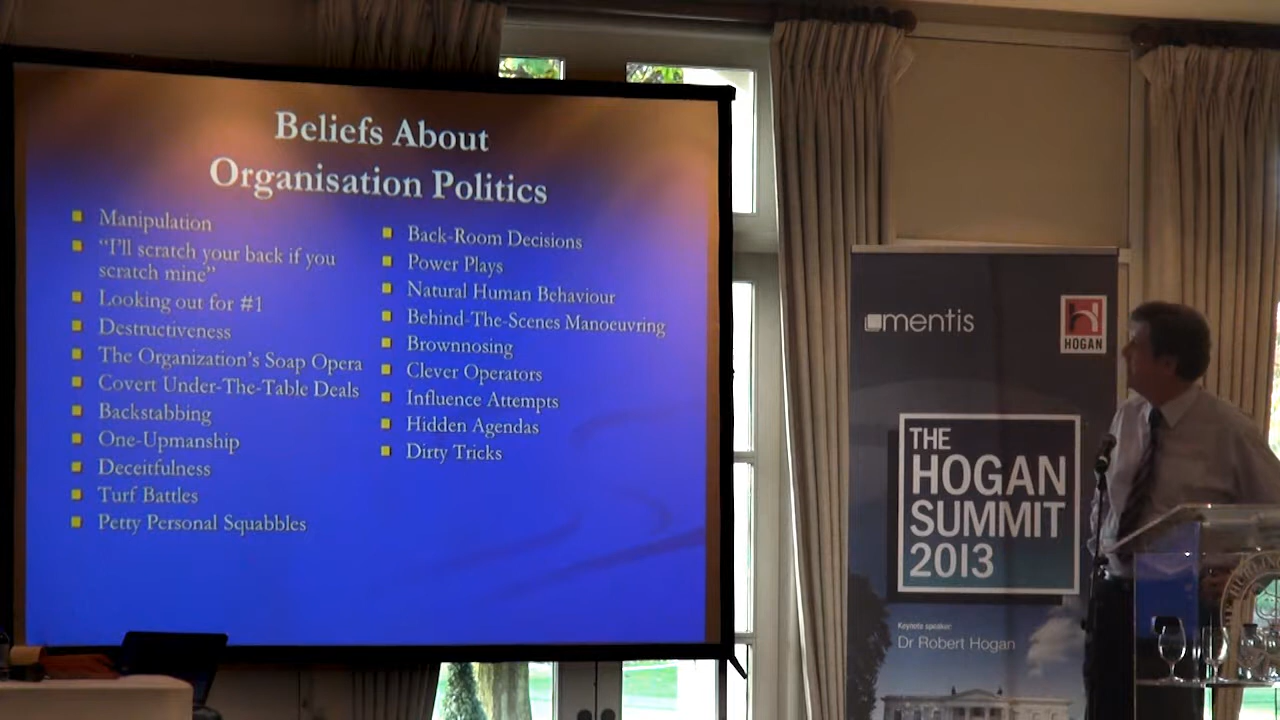 Beliefs About
Organisation Politics
Manipulation
"I'll scratch your back if you
scratch mine"
Looking out for #1
Destructiveness
The Organization's Soap Opera
Covert Under-The-Table Deals
Backstabbing
One-Upmanship
Deceitfulness
Turf Battles
Petty Personal Squabbles
Back-Room Decisions
Power Plays
Natural Human Behaviour
Behind-The-Scenes Manoeuvring
Brownnosing
Clever Operators
Influence Attempts
Hidden Agendas
Dirty Tricks
mentis
HOGAN
THE
HOGAN
SUMMIT
2013
Keynote speaker:
Dr Robert Hogan